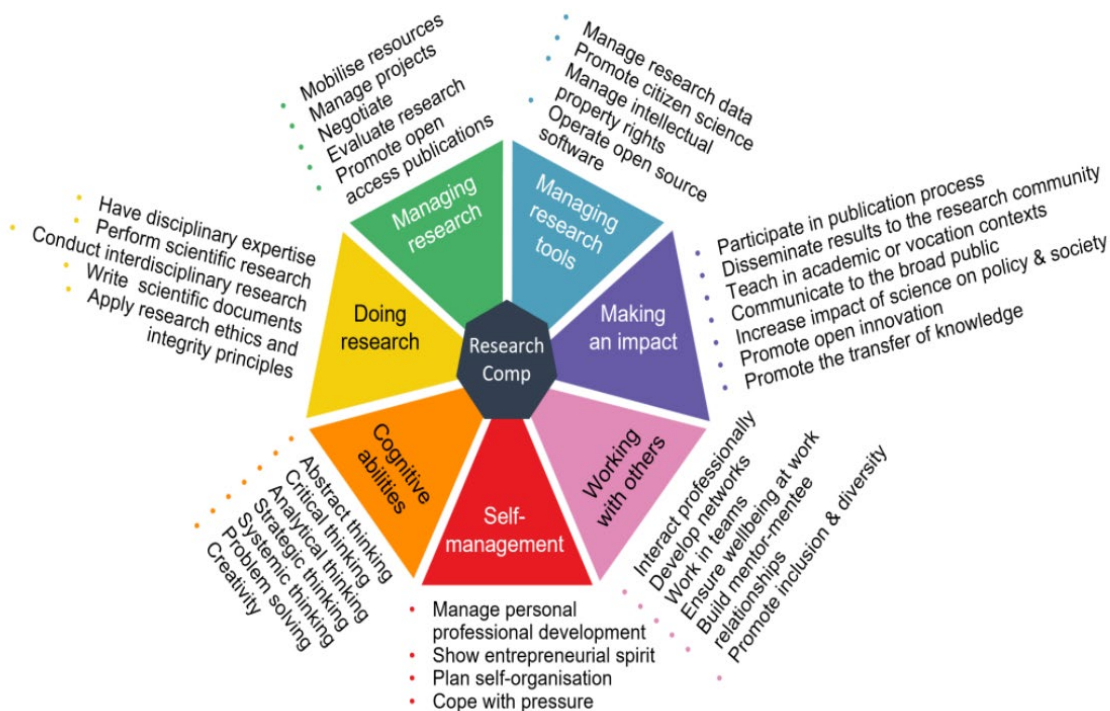 • Mobilise resources
• Manage projects
• Negotiate
• Evaluate research
• Promote open
access publications
Managing
research
• Manage research data
• Promote citizen science
• Manage intellectual
property rights
• Operate open source
software
Managing
research
tools
• Participate in publication process
• Disseminate results to the research community
• Teach in academic or vocation contexts
• Communicate to the broad public
• Increase impact of science on policy & society
• Promote open innovation
• Promote the transfer of knowledge
Making
an impact
• Interact professionally
• Develop networks
• Work in teams
• Ensure wellbeing at work
• Build mentor-mentee
relationships
• Promote inclusion & diversity
Working
with others
Self-
management
• Manage personal
professional development
• Show entrepreneurial spirit
• Plan self-organisation
• Cope with pressure
Cognitive
abilities
• Abstract thinking
• Critical thinking
• Analytical thinking
• Strategic thinking
• Systemic thinking
• Problem solving
• Creativity
• Have disciplinary expertise
• Perform scientific research
• Conduct interdisciplinary research
• Write scientific documents
• Apply research ethics and
integrity principles
Doing
research
Research
Comp